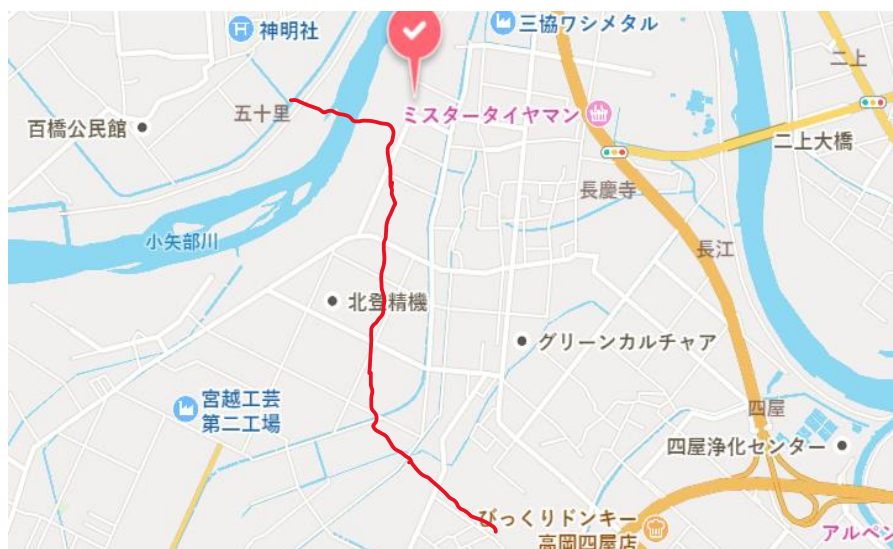 神明社
三協ワシメタル
二上
五十里
百橋公民館
ミスタータイヤマン
二上大橋
長慶寺
小矢部川
長江
北登精機
グリーンカルチャア
宮越工芸
第二工場
四屋
四屋浄化センター
びっくりドンキー
高岡四屋店
アルペン